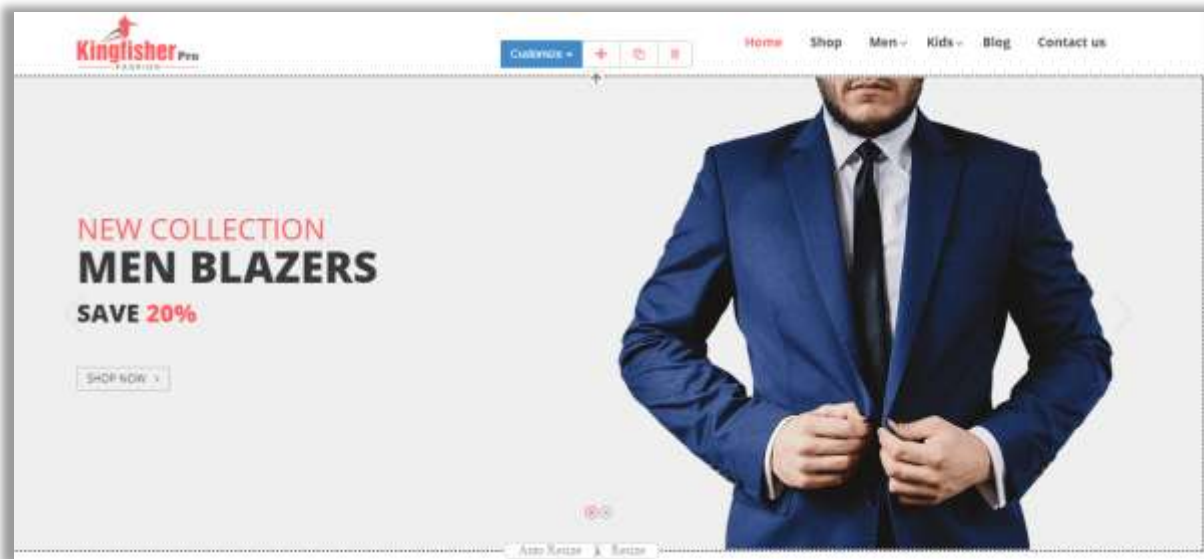 Kingfisher Pro
FASHION
Customize
Home Shop Men Kids Blog Contact us
NEW COLLECTION
MEN BLAZERS
SAVE 20%
SHOP NOW >
Auto Resize Resize